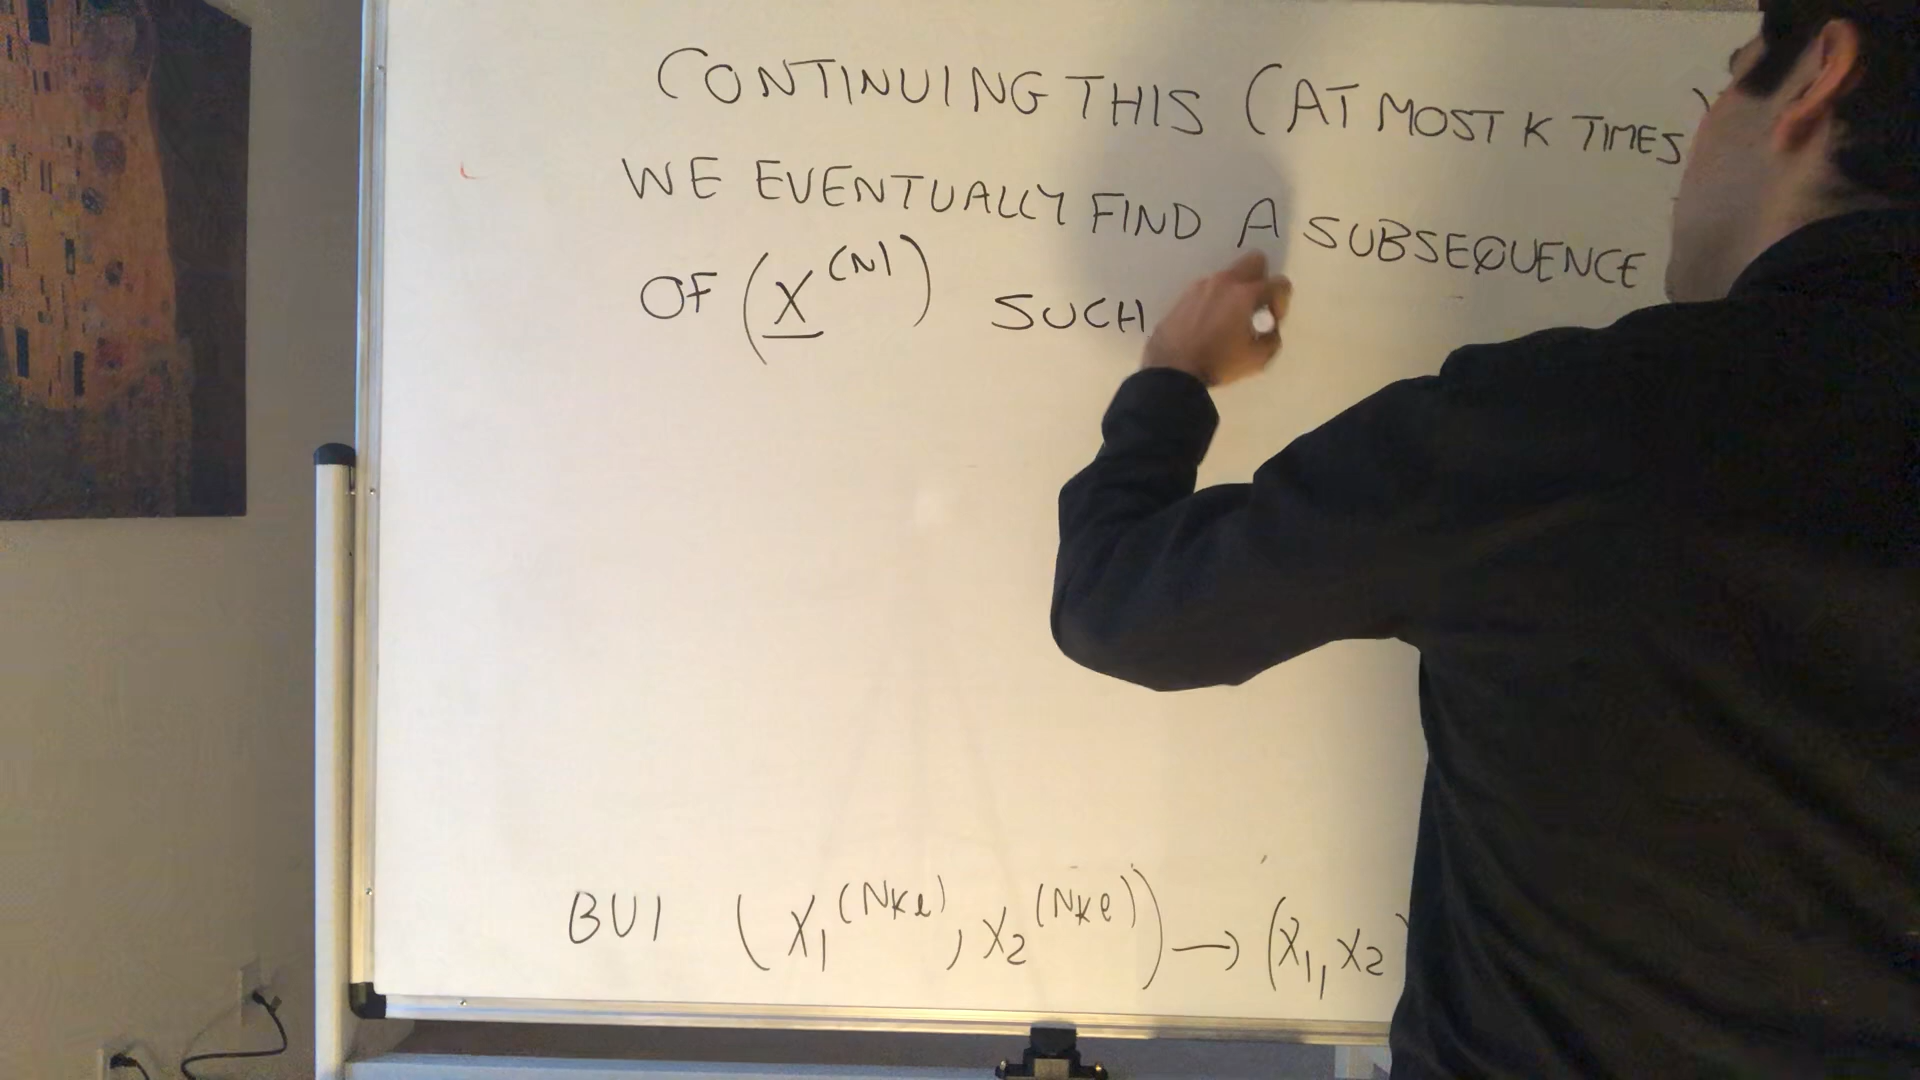 CONTINUING THIS (AT MOST K TIMES)
WE EVENTUALLY FIND A SUBSEQUENCE
OF (X^(N)) SUCH
BUT (X₁^(Nₖₗ), X₂^(Nₖₗ)) → (X₁, X₂)